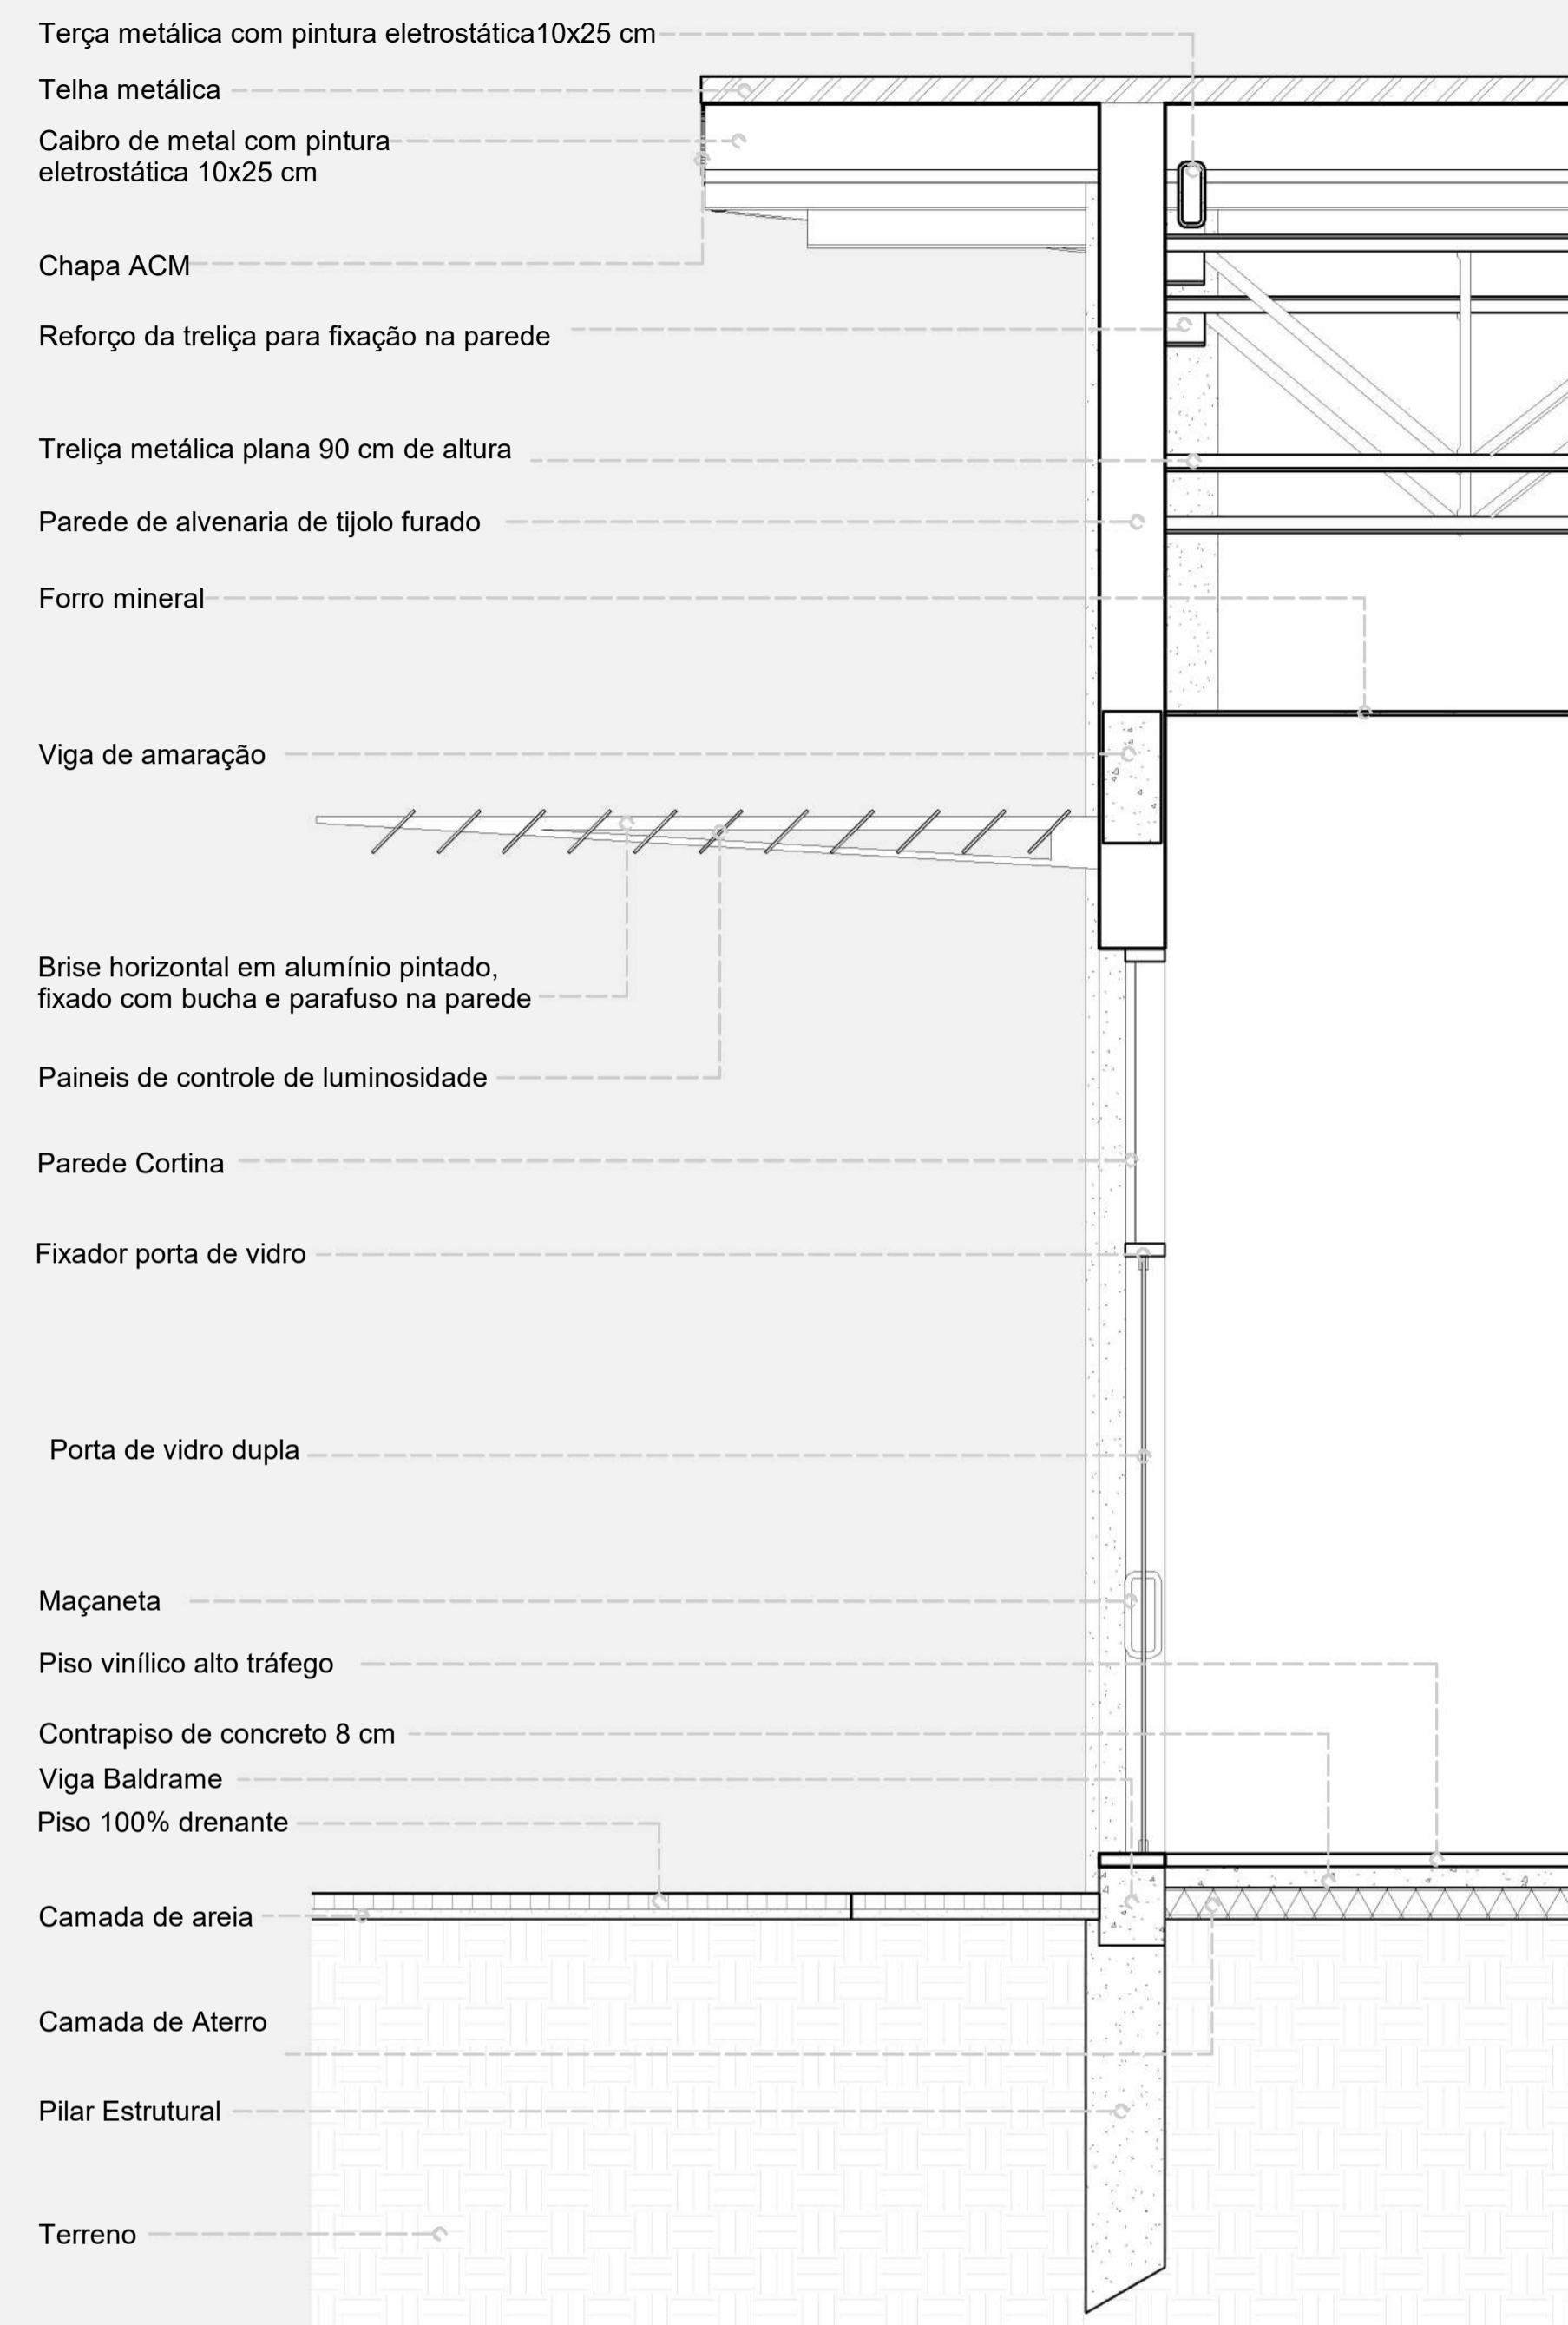 Terça metálica com pintura eletrostática10x25 cm
Telha metálica
Caibro de metal com pintura
eletrostática 10x25 cm
Chapa ACM
Reforço da treliça para fixação na parede
Treliça metálica plana 90 cm de altura
Parede de alvenaria de tijolo furado
Forro mineral
Viga de amaração
Brise horizontal em alumínio pintado,
fixado com bucha e parafuso na parede
Paineis de controle de luminosidade
Parede Cortina
Fixador porta de vidro
Porta de vidro dupla
Maçaneta
Piso vinílico alto tráfego
Contrapiso de concreto 8 cm
Viga Baldrame
Piso 100% drenante
Camada de areia
Camada de Aterro
Pilar Estrutural
Terreno